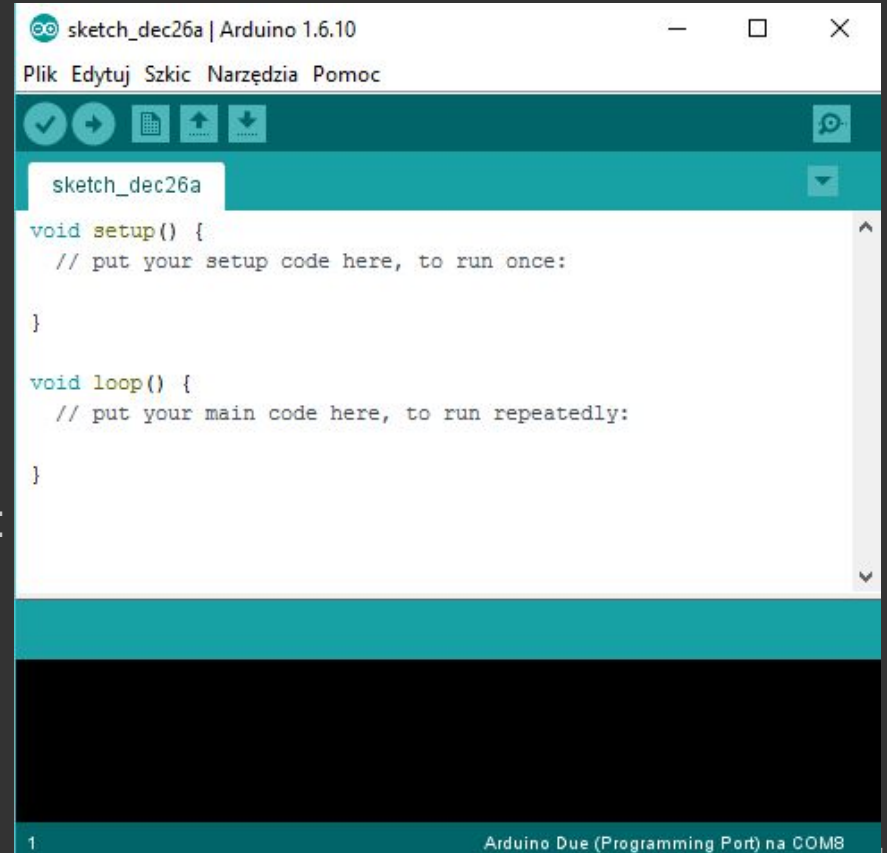 sketch_dec26a | Arduino 1.6.10
Plik Edytuj Szkic Narzędzia Pomoc
sketch_dec26a
void setup() {
  // put your setup code here, to run once:
}
void loop() {
  // put your main code here, to run repeatedly:
}
1 Arduino Due (Programming Port) na COM8